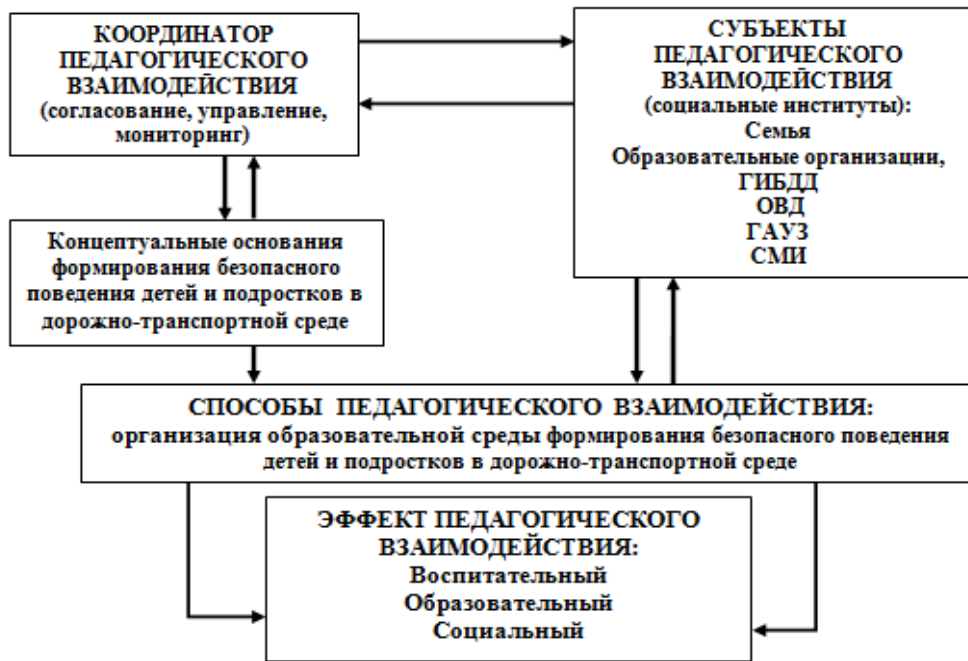 КООРДИНАТОР
ПЕДАГОГИЧЕСКОГО
ВЗАИМОДЕЙСТВИЯ
(согласование, управление,
мониторинг)
СУБЪЕКТЫ
ПЕДАГОГИЧЕСКОГО
ВЗАИМОДЕЙСТВИЯ
(социальные институты):
Семья
Образовательные организации,
ГИБДД
ОВД
ГАУЗ
СМИ
Концептуальные основания
формирования безопасного
поведения детей и подростков в
дорожно-транспортной среде
СПОСОБЫ ПЕДАГОГИЧЕСКОГО ВЗАИМОДЕЙСТВИЯ:
организация образовательной среды формирования безопасного поведения
детей и подростков в дорожно-транспортной среде
ЭФФЕКТ ПЕДАГОГИЧЕСКОГО
ВЗАИМОДЕЙСТВИЯ:
Воспитательный
Образовательный
Социальный